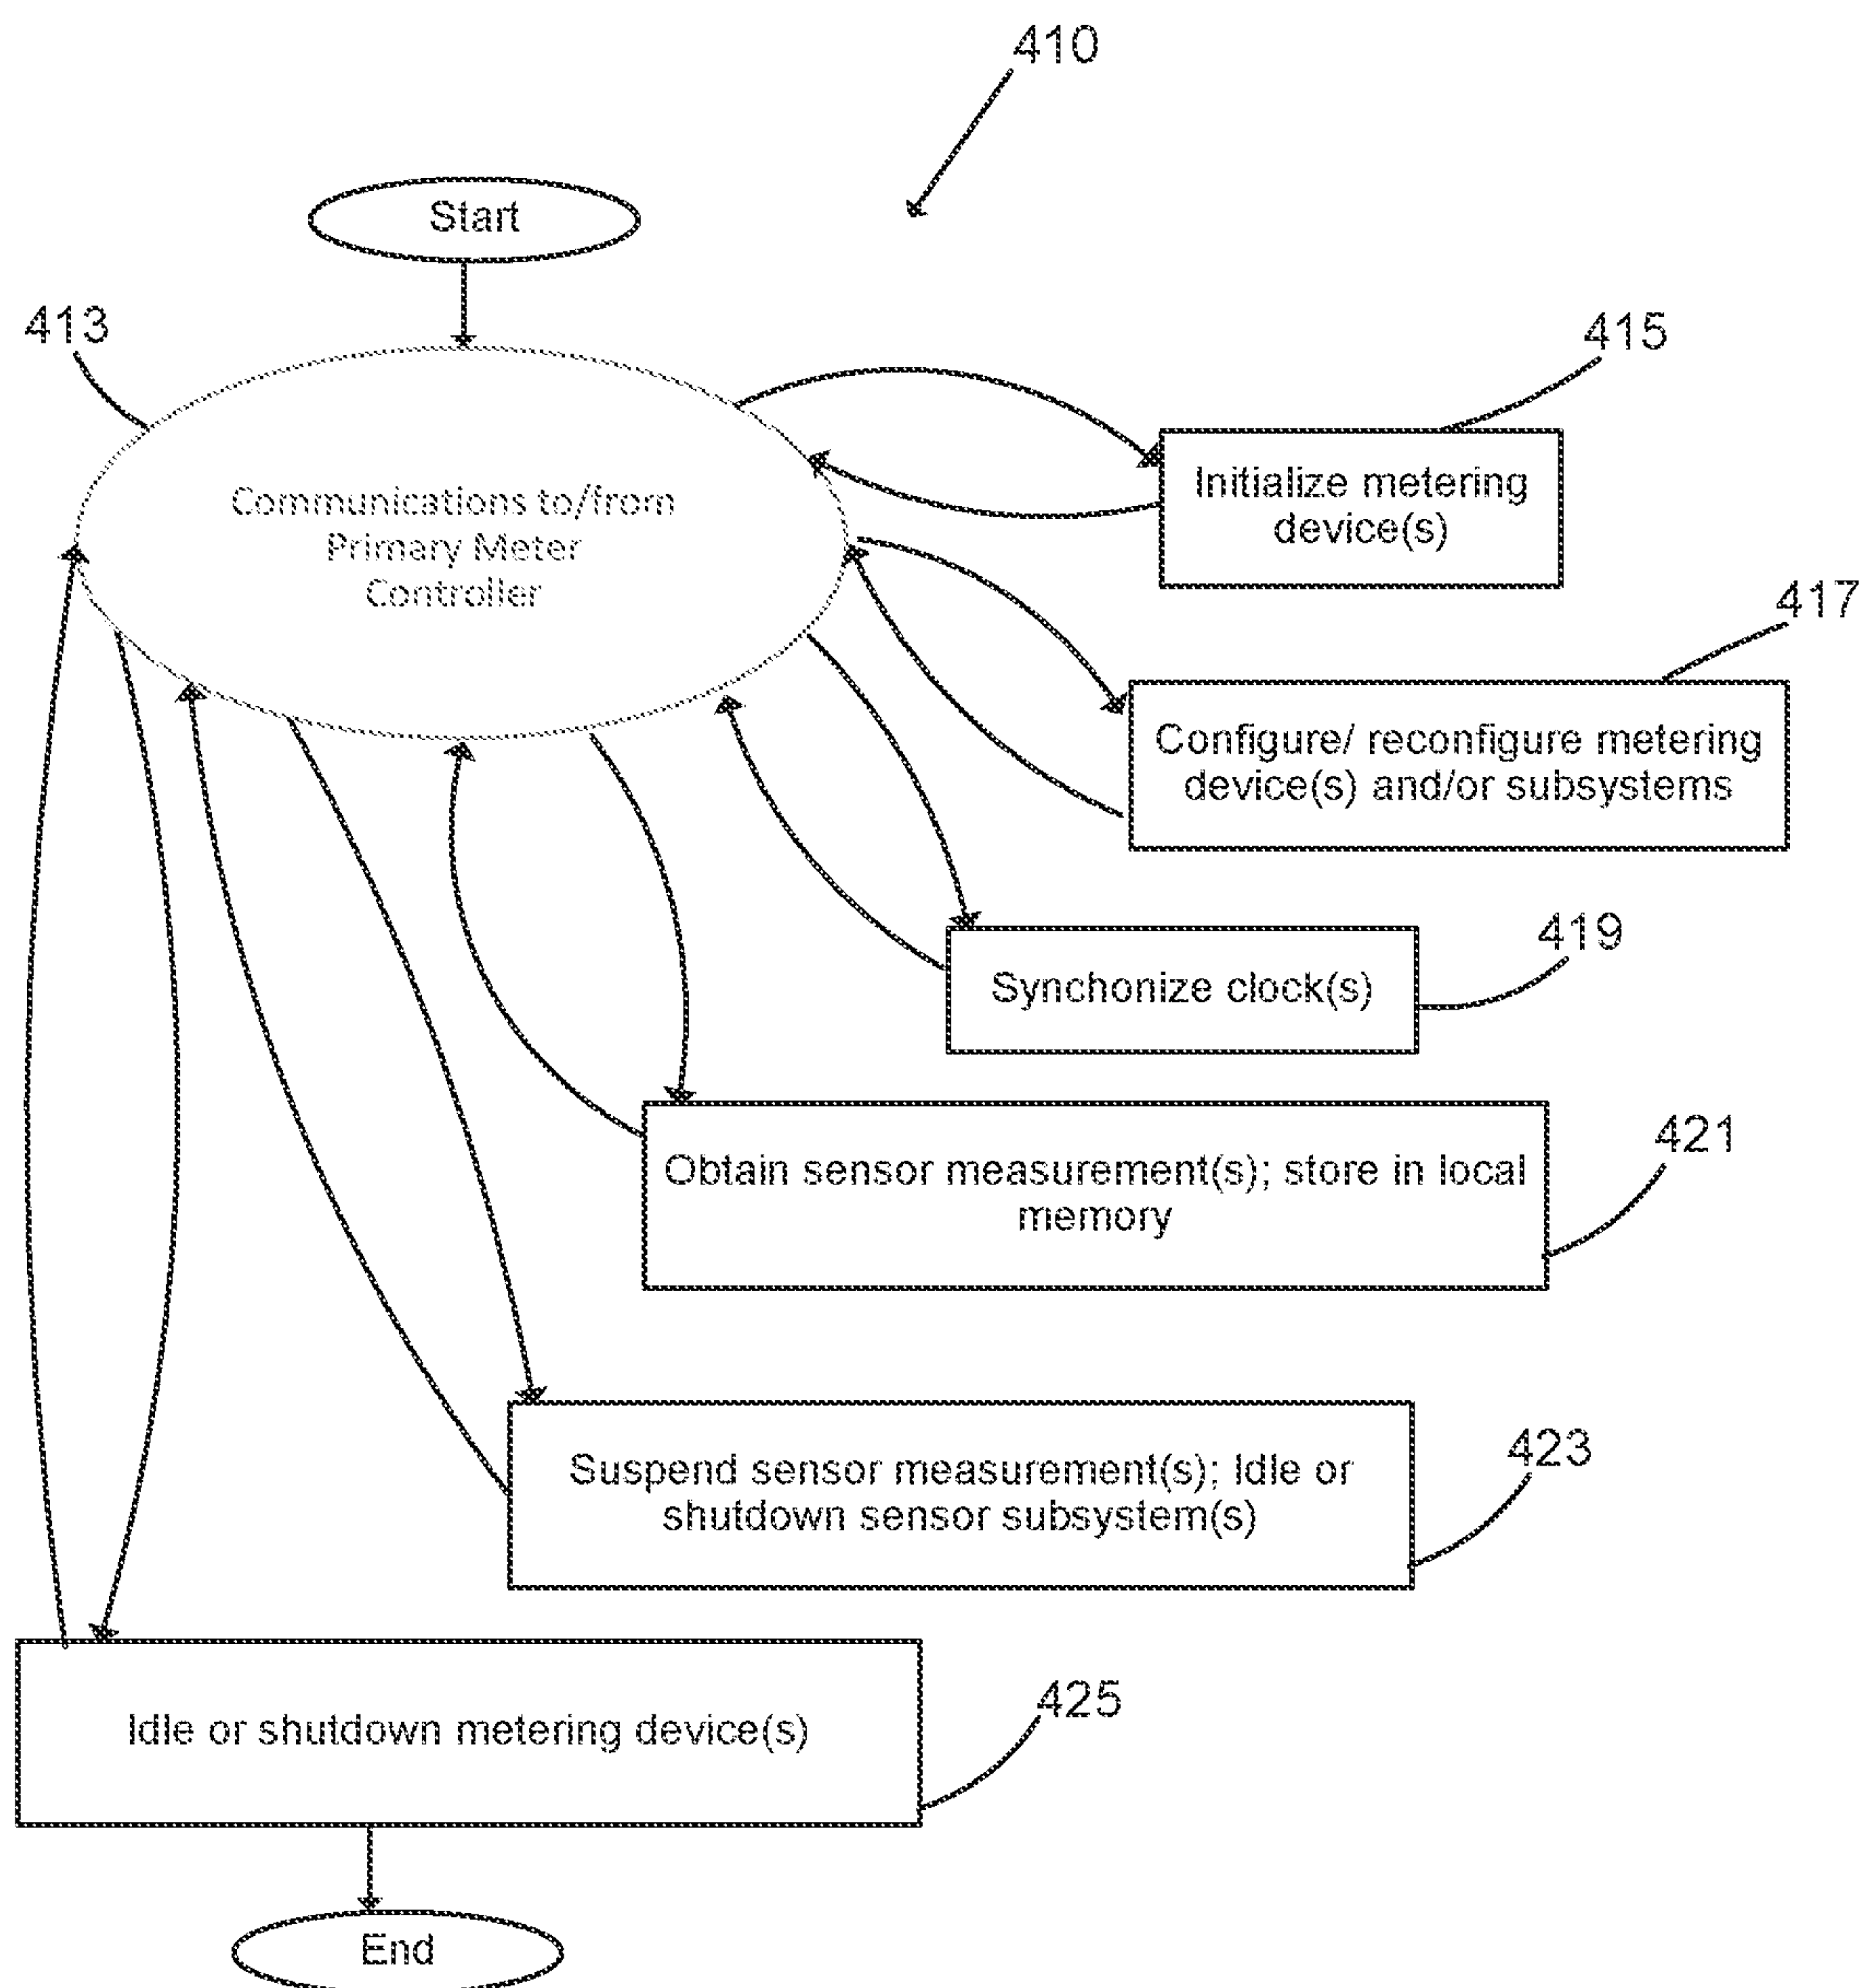 410
Start
413
415
Communications to/from
Primary Meter
Controller
Initialize metering
device(s)
417
Configure/ reconfigure metering
device(s) and/or subsystems
419
Synchonize clock(s)
421
Obtain sensor measurement(s); store in local
memory
423
Suspend sensor measurement(s); Idle or
shutdown sensor subsystem(s)
425
Idle or shutdown metering device(s)
End